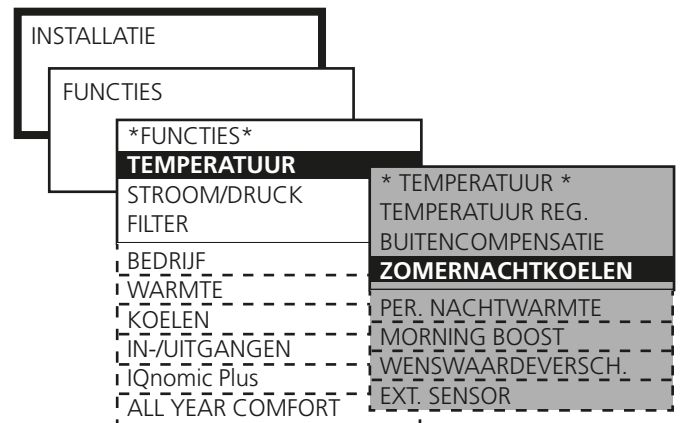 INSTALLATIE
FUNCTIES
*FUNCTIES*
TEMPERATUUR
STROOM/DRUCK
FILTER
BEDRIJF
WARMTE
KOELEN
IN-/UITGANGEN
IQnomic Plus
ALL YEAR COMFORT
* TEMPERATUUR *
TEMPERATUUR REG.
BUITENCOMPENSATIE
ZOMERNACHTKOELEN
PER. NACHTWARMTE
MORNING BOOST
WENSWAARDEVERSCH.
EXT. SENSOR